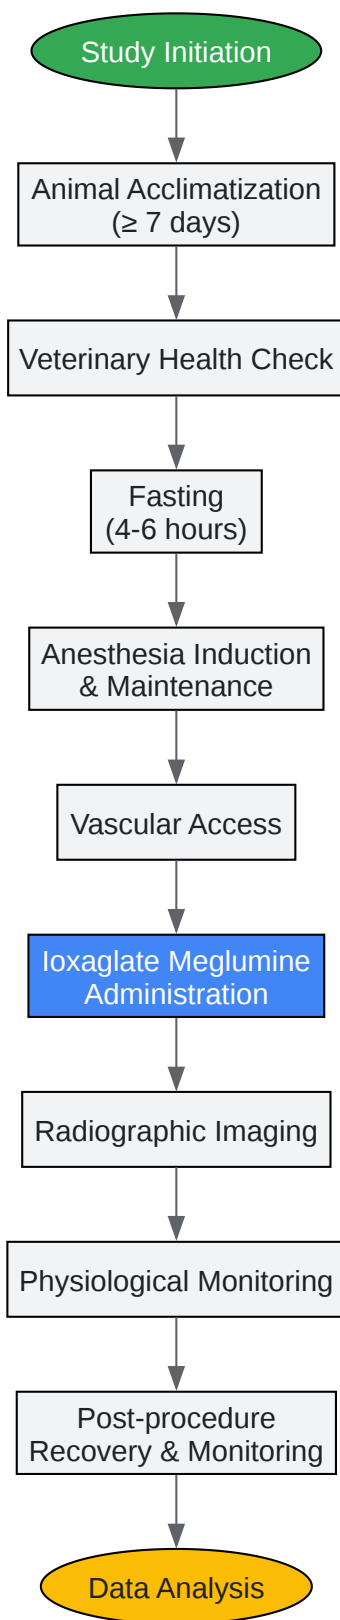 Study Initiation
Animal Acclimatization
(≥ 7 days)
Veterinary Health Check
Fasting
(4-6 hours)
Anesthesia Induction
& Maintenance
Vascular Access
Ioxaglate Meglumine
Administration
Radiographic Imaging
Physiological Monitoring
Post-procedure
Recovery & Monitoring
Data Analysis